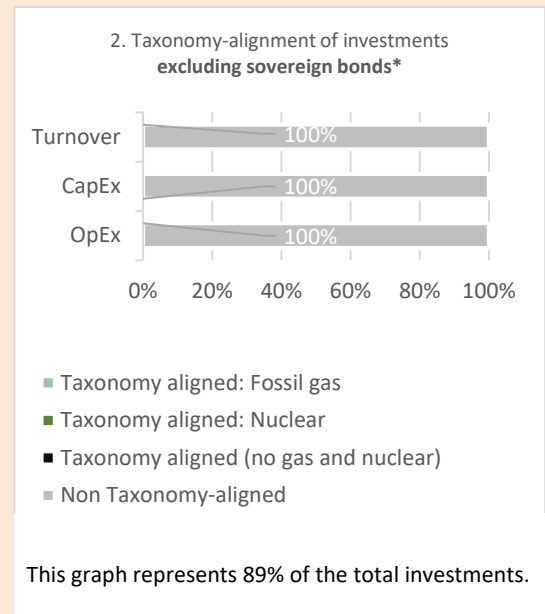 2. Taxonomy-alignment of investments
excluding sovereign bonds*
Turnover
100%
CapEx
100%
OpEx
100%
0% 20% 40% 60% 80% 100%
Taxonomy aligned: Fossil gas
Taxonomy aligned: Nuclear
Taxonomy aligned (no gas and nuclear)
Non Taxonomy-aligned
This graph represents 89% of the total investments.